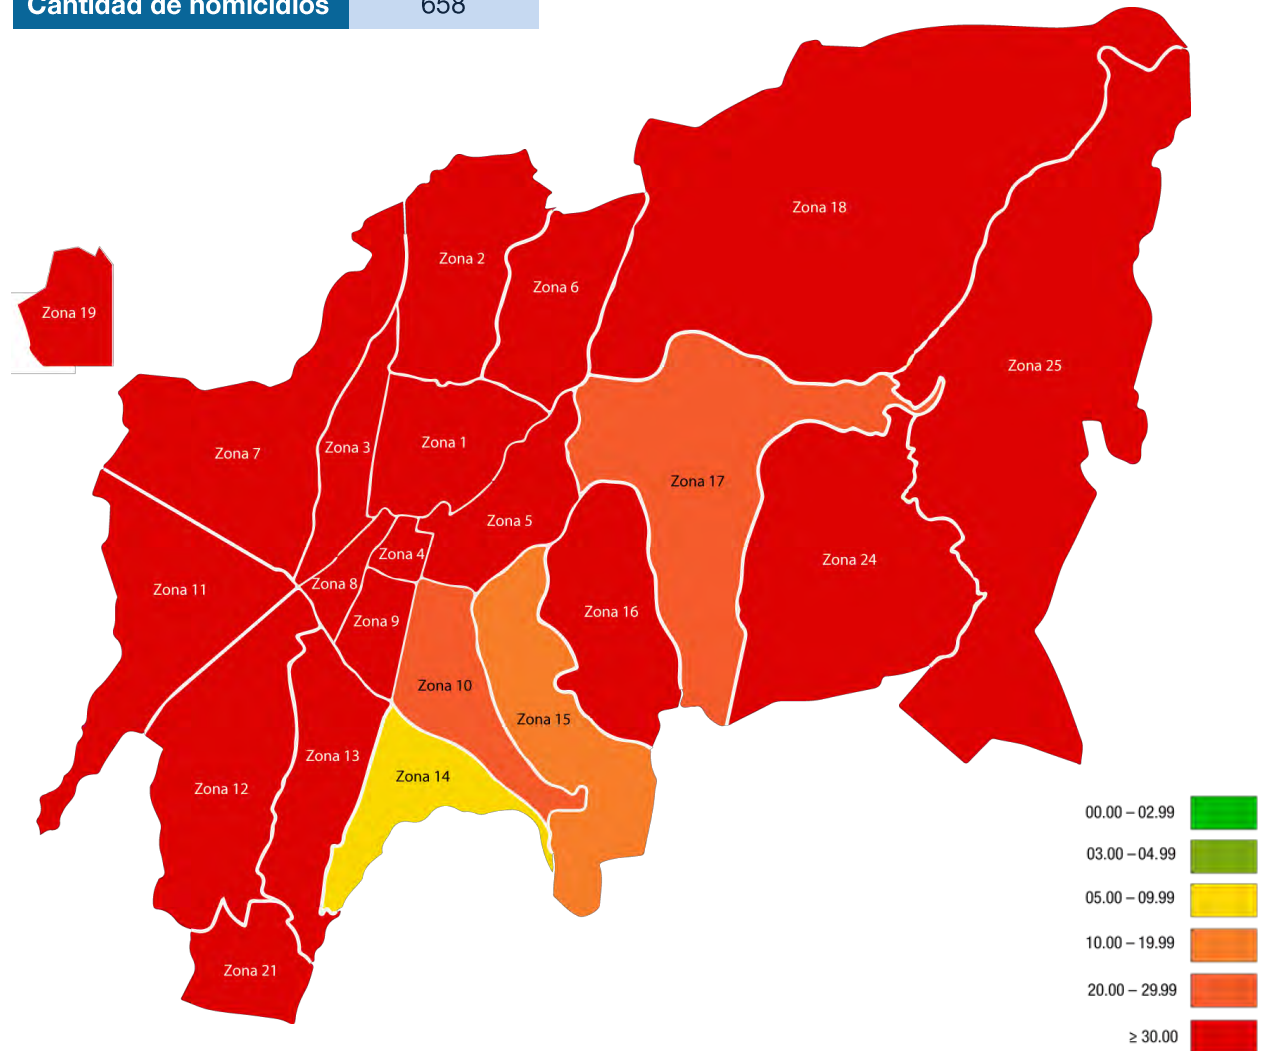 Cantidad de homicidios 658
Zona 18
Zona 2
Zona 6
Zona 19
Zona 25
Zona 1
Zona 3
Zona 7
Zona 17
Zona 5
Zona 4
Zona 24
Zona 8
Zona 11
Zona 16
Zona 9
Zona 10
Zona 15
Zona 13
Zona 14
Zona 12
Zona 21
00.00 – 02.99
03.00 – 04.99
05.00 – 09.99
10.00 – 19.99
20.00 – 29.99
≥ 30.00